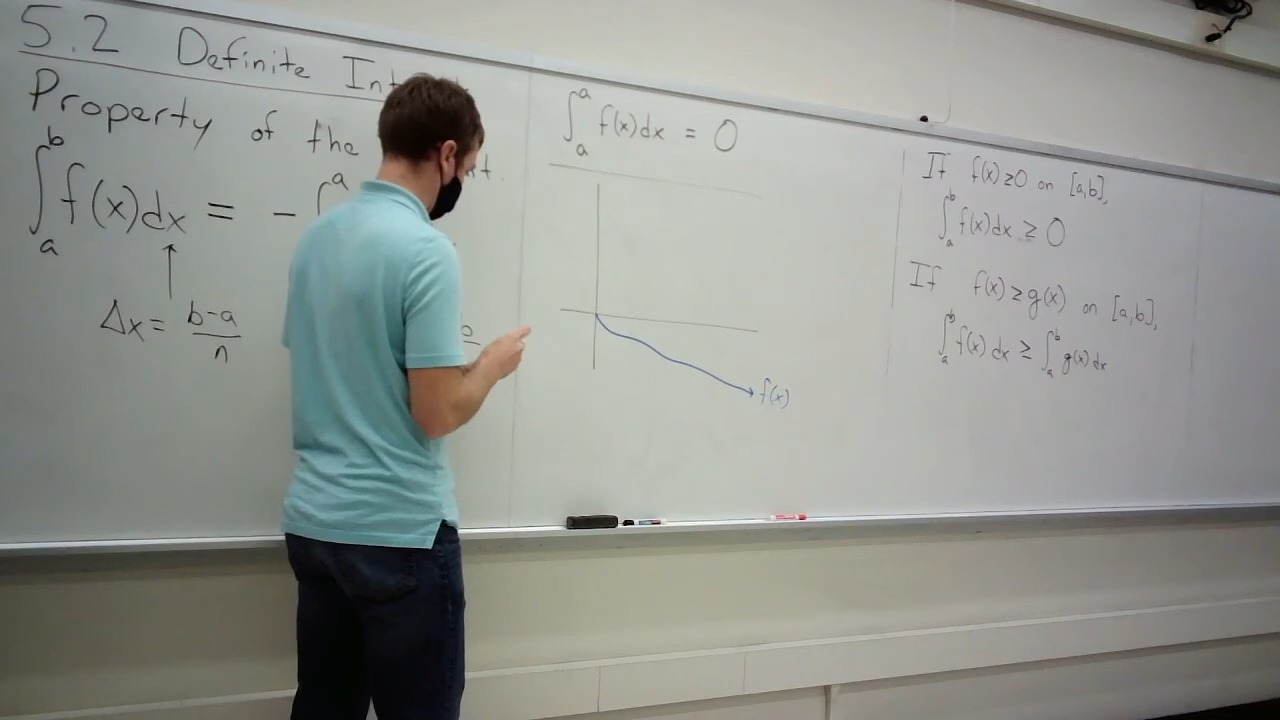 5.2 Definite
Property of the
∫_a^b f(x)dx = - ∫^a
Δx = (b-a)/n
∫_a^a f(x)dx = 0
f(x)
If f(x) ≥ 0 on [a,b],
∫_a^b f(x)dx ≥ 0
If f(x) ≥ g(x) on [a,b],
∫_a^b f(x) dx ≥ ∫_a^b g(x) dx